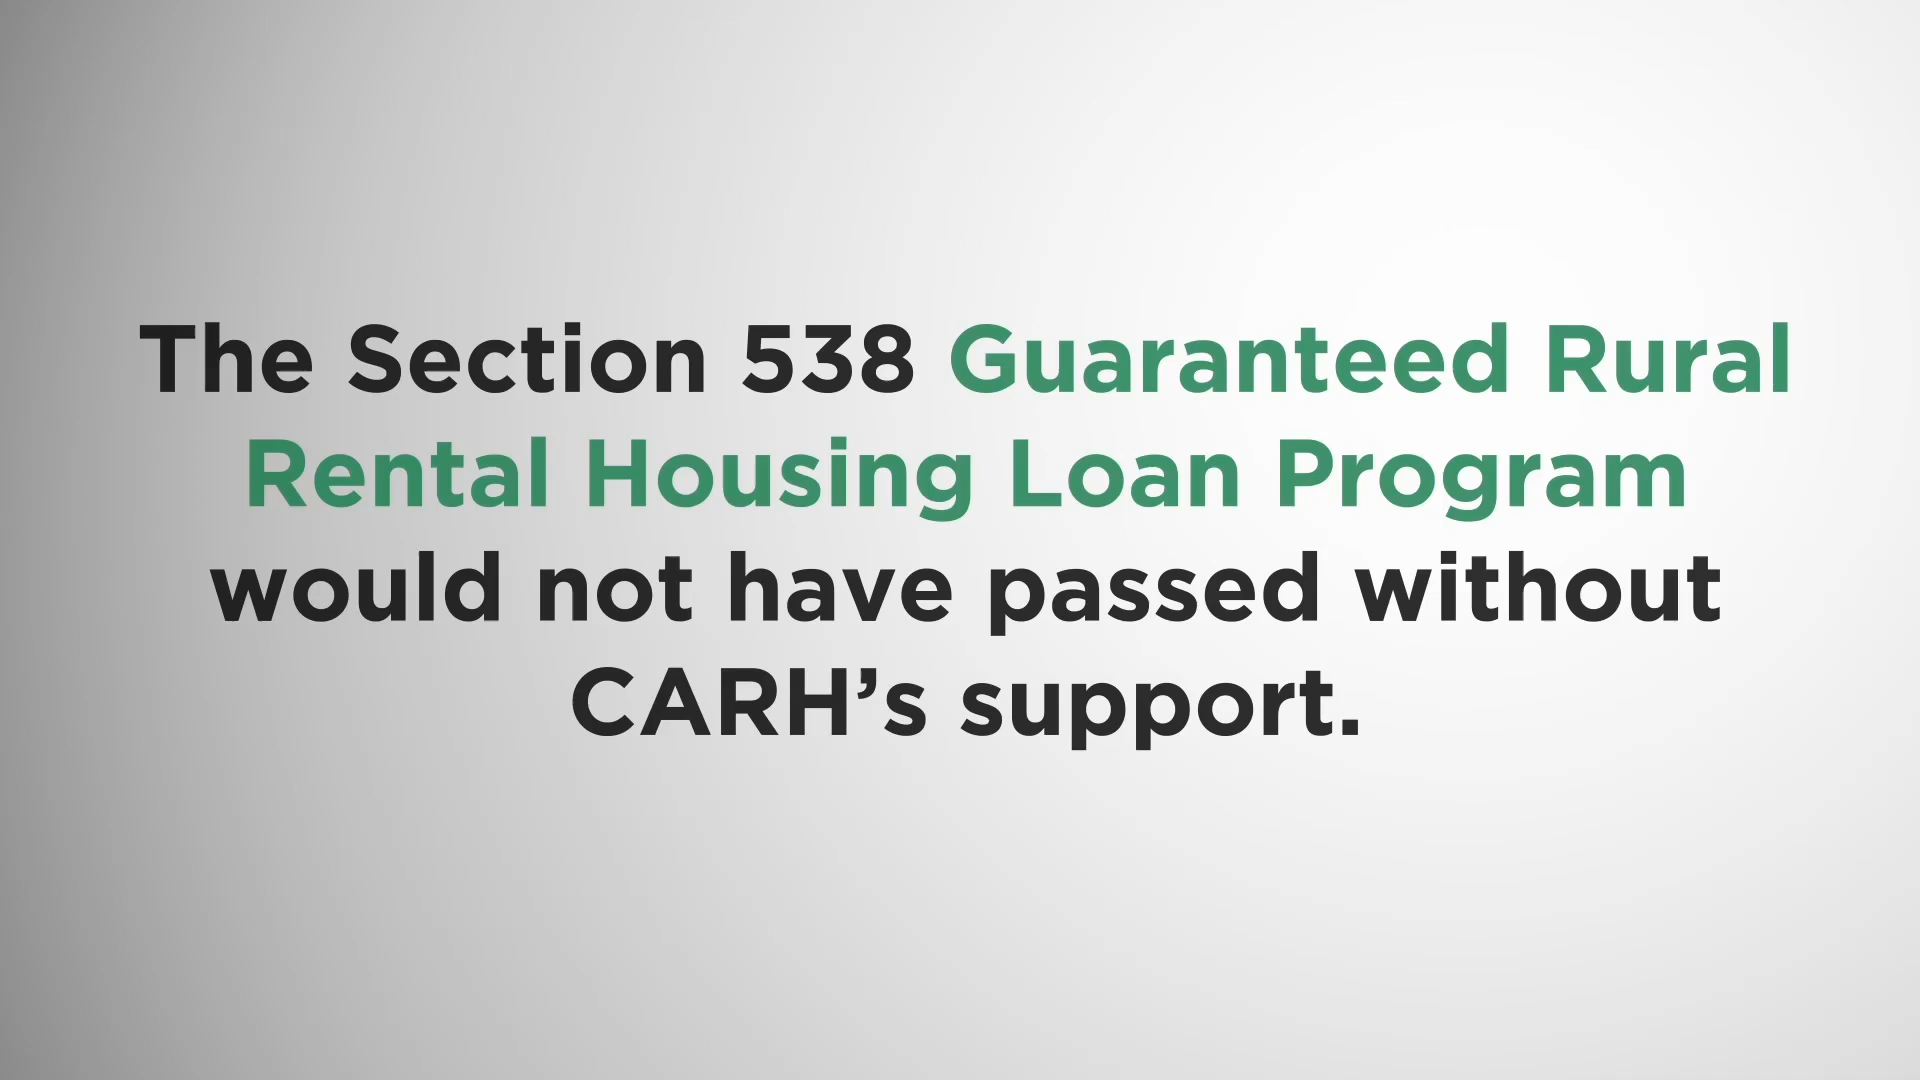 The Section 538 Guaranteed Rural
Rental Housing Loan Program
would not have passed without
CARH’s support.